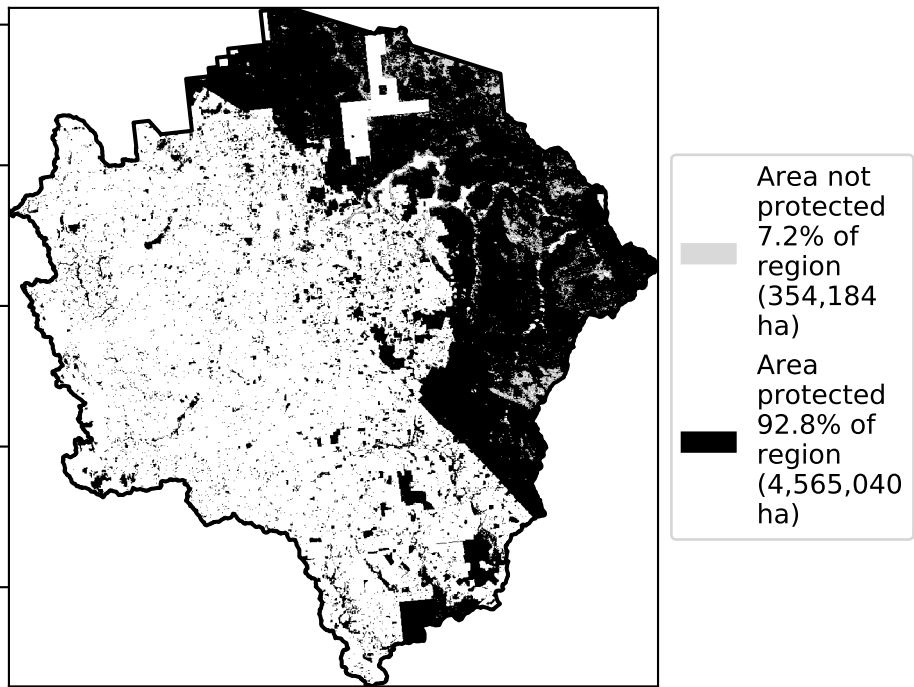 Area not
protected
7.2% of
region
(354,184
ha)
Area
protected
92.8% of
region
(4,565,040
ha)